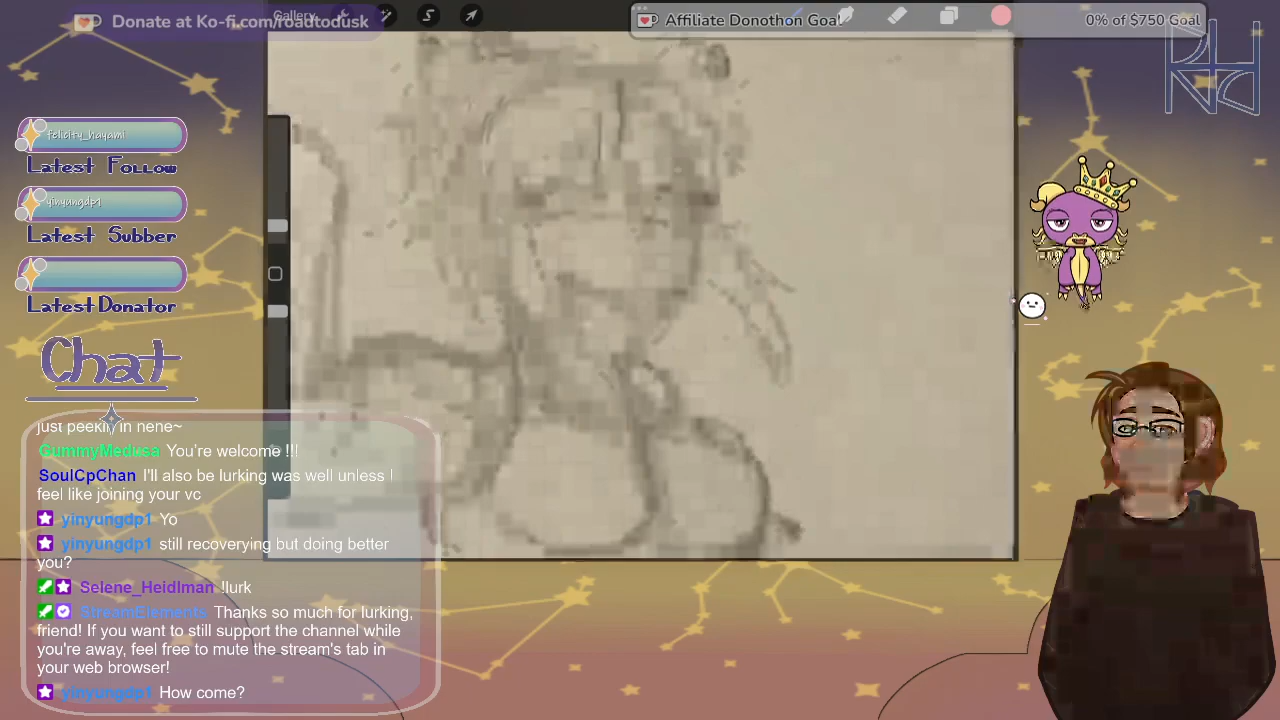 Donate at Ko-fi.com/roadtodusk
Gallery
Affiliate Donothon Goal
0% of $750 Goal
felicity_hayami
Latest Follow
yinyungdp1
Latest Subber
Latest Donator
Chat
just peekin in nene~
GummyMedusa You're welcome !!!
SoulCpChan I'll also be lurking was well unless I
feel like joining your vc
yinyungdp1 Yo
yinyungdp1 still recoverying but doing better
you?
Selene_Heidlman !lurk
StreamElements Thanks so much for lurking,
friend! If you want to still support the channel while
you're away, feel free to mute the stream's tab in
your web browser!
yinyungdp1 How come?